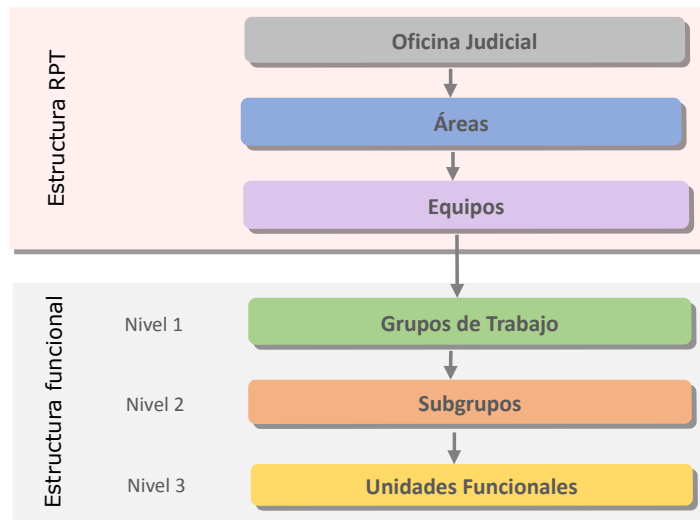 Estructura RPT
Oficina Judicial
Áreas
Equipos
Estructura funcional
Nivel 1
Grupos de Trabajo
Nivel 2
Subgrupos
Nivel 3
Unidades Funcionales